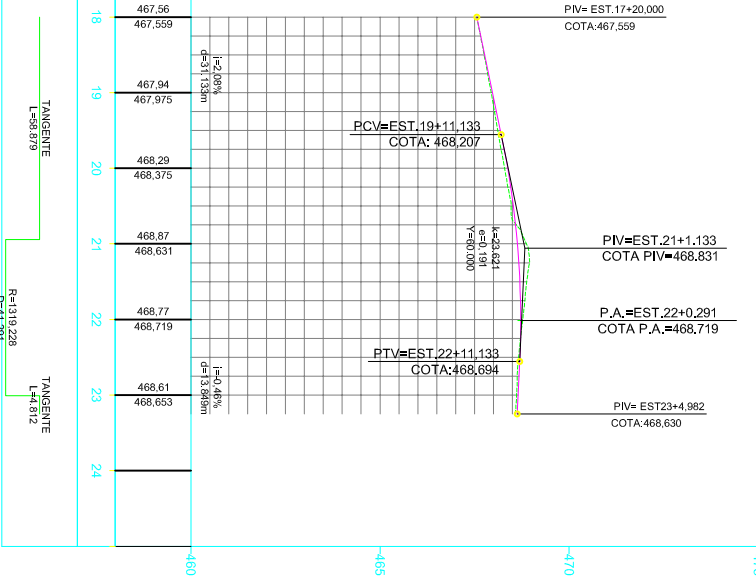 18
467,56
467,559
PIV= EST.17+20,000
COTA:467,559
i=2,08%
d=31.133m
19
467,94
467,975
TANGENTE
L=58.879
PCV=EST.19+11,133
COTA: 468,207
20
468,29
468,375
21
468,87
468,631
k=23.621
e=0,191
Y=60.000
PIV=EST.21+1.133
COTA PIV=468.831
R=1319,228
22
468,77
468,719
P.A.=EST.22+0,291
COTA P.A.=468.719
PTV=EST.22+11,133
COTA:468,694
i=-0,46%
d=13.849m
23
468,61
468,653
TANGENTE
L=4.812
PIV= EST23+4,982
COTA:468,630
24
460
465
470